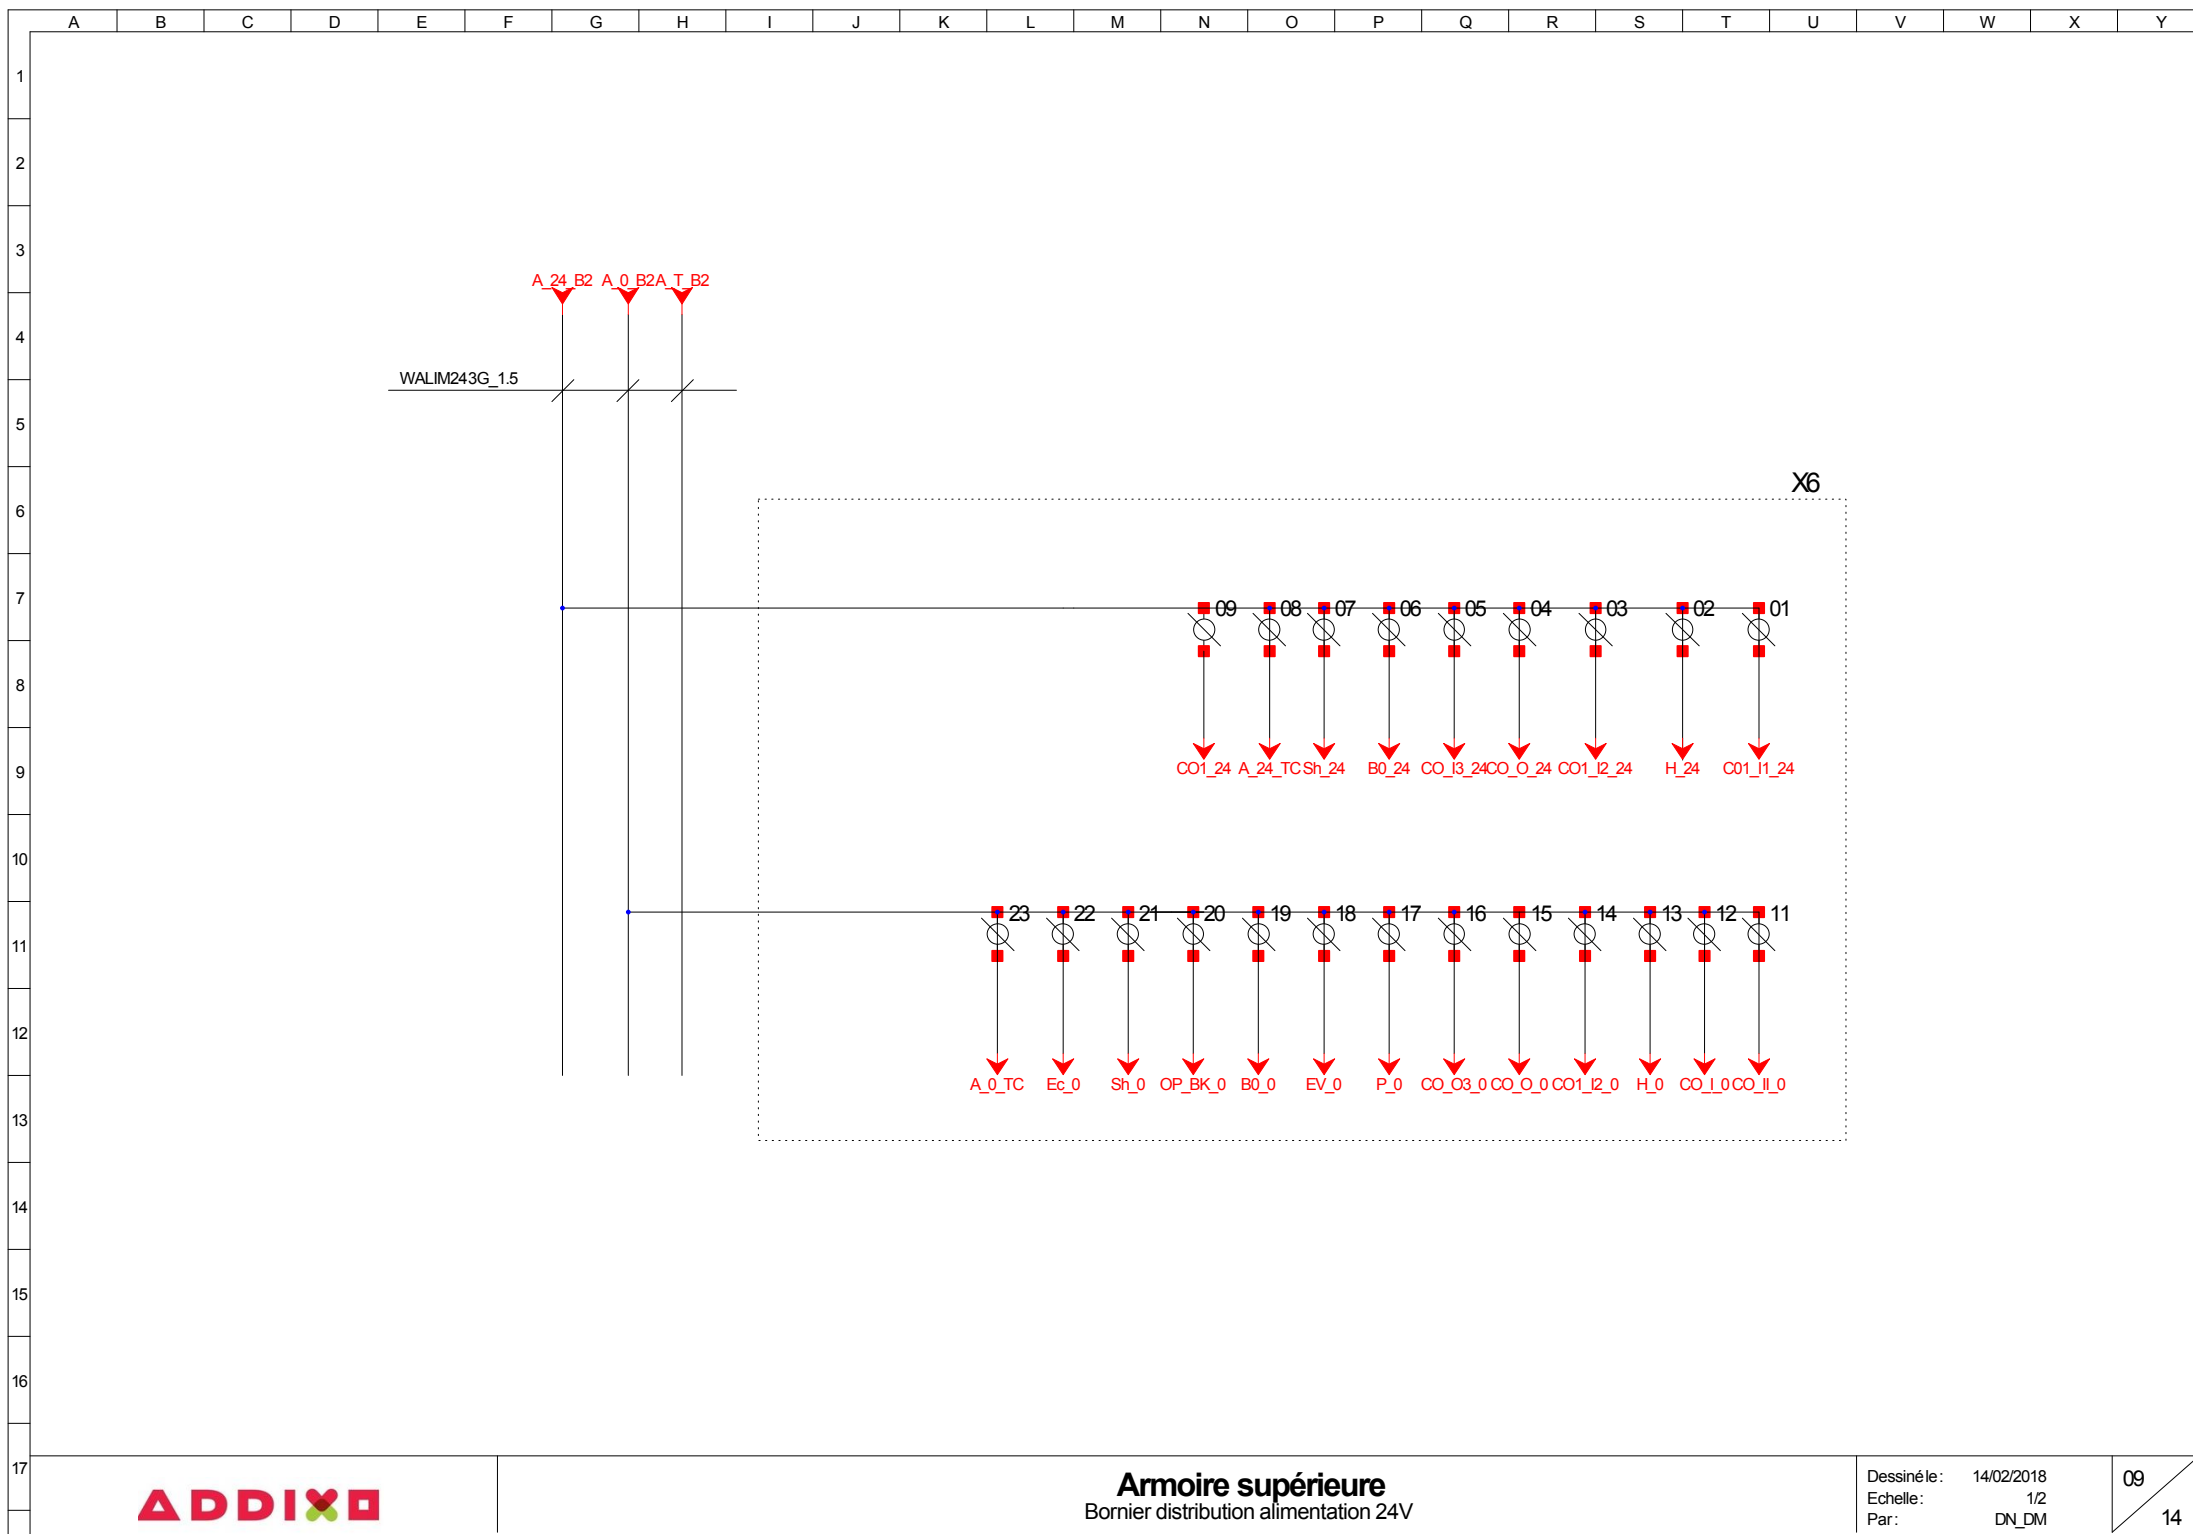 A B C D E F G H I J K L M N O P Q R S T U V W X Y
1
2
3
A_24_B2 A_0_B2 A_T_B2
4
WALIM243G_1.5
5
X6
6
7
09 08 07 06 05 04 03 02 01
8
9
CO1_24 A_24_TC Sh_24 B0_24 CO_I3_24 CO_O_24 CO1_I2_24 H_24 C01_I1_24
10
23 22 21 20 19 18 17 16 15 14 13 12 11
11
12
A_0_TC Ec_0 Sh_0 OP_BK_0 B0_0 EV_0 P_0 CO_O3_0 CO_O_0 CO1_I2_0 H_0 CO_I_0 CO_II_0
13
14
15
16
17
ADDIXO
Armoire supérieure
Bornier distribution alimentation 24V
Dessiné le : 14/02/2018
Echelle : 1/2
Par : DN_DM
09
14